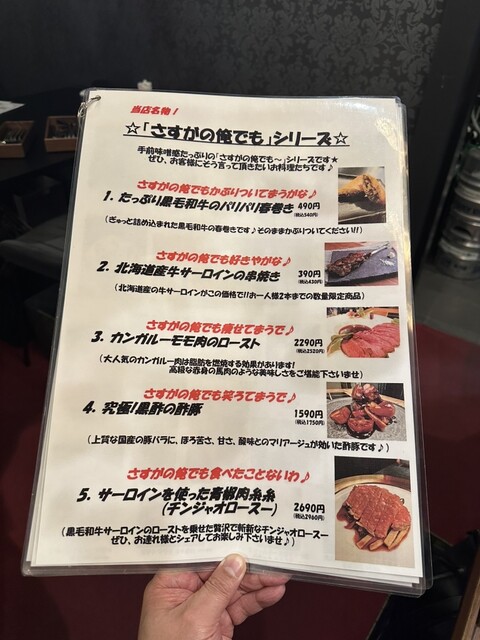 当店名物!
☆「さすがの俺でも」シリーズ☆
手前味噌感たっぷりの「さすがの俺でも～」シリーズです★
ぜひ、お客様にそう言って頂きたいお料理たちです♪
さすがの俺でもかぶりついてまうがな♪
1. たっぷり黒毛和牛のパリパリ春巻き 490円
(税込540円)
(ぎゅっと詰め込まれた黒毛和牛の春巻きです♪そのままかぶりついてください!!)
さすがの俺でも好きやがな♪
2. 北海道産牛サーロインの串焼き 390円
(税込430円)
(北海道産の牛サーロインがこの価格で!!お一人様2本までの数量限定商品)
さすがの俺でも痩せてまうで♪
3. カンガルーモモ肉のロースト 2290円
(税込2520円)
(大人気のカンガルー肉は脂肪を燃焼する効果があります!
高級な赤身の馬肉のような美味しさをご堪能下さいませ)
さすがの俺でも笑ろてまうで♪
4. 究極!黒酢の酢豚 1590円
(税込1750円)
(上質な国産の豚バラに、ほろ苦さ、甘さ、酸味とのマリアージュが効いた酢豚です♪)
さすがの俺でも食べたことないわ♪
5. サーロインを使った青椒肉糸糸
(チンジャオロースー) 2690円
(税込2960円)
(黒毛和牛サーロインのローストを乗せた贅沢で斬新なチンジャオロースー
ぜひ、お連れ様とシェアしてお楽しみ下さいませ♪)